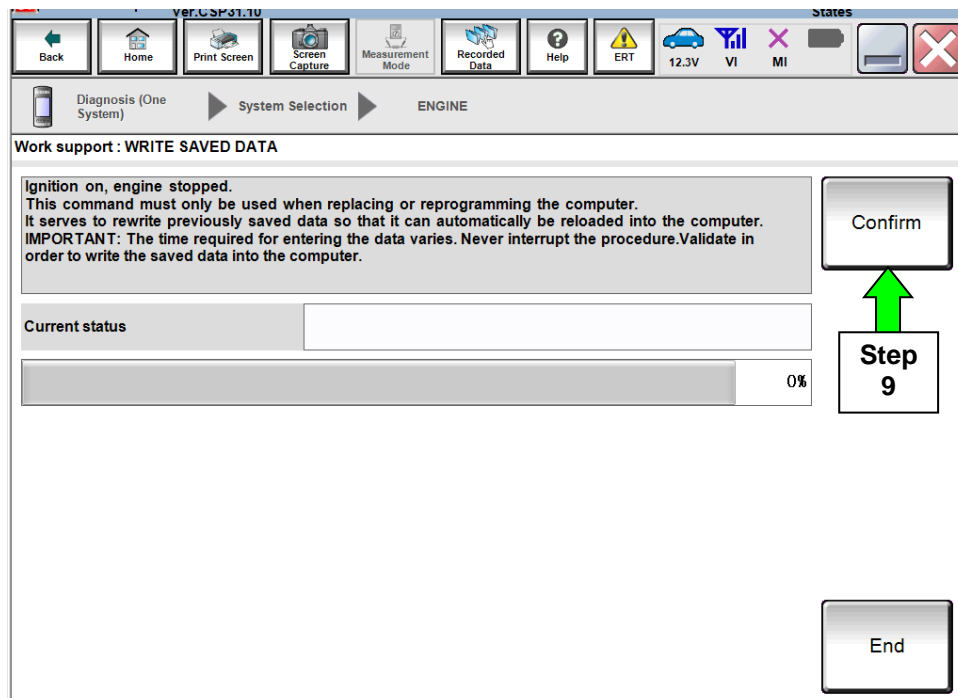 Ver.CSP31.10
States
Back
Home
Print Screen
Screen
Capture
Measurement
Mode
Recorded
Data
Help
ERT
12.3V
VI
MI
Diagnosis (One
System)
System Selection
ENGINE
Work support : WRITE SAVED DATA
Ignition on, engine stopped.
This command must only be used when replacing or reprogramming the computer.
It serves to rewrite previously saved data so that it can automatically be reloaded into the computer.
IMPORTANT: The time required for entering the data varies. Never interrupt the procedure.Validate in
order to write the saved data into the computer.
Confirm
Current status
Step
9
0%
End